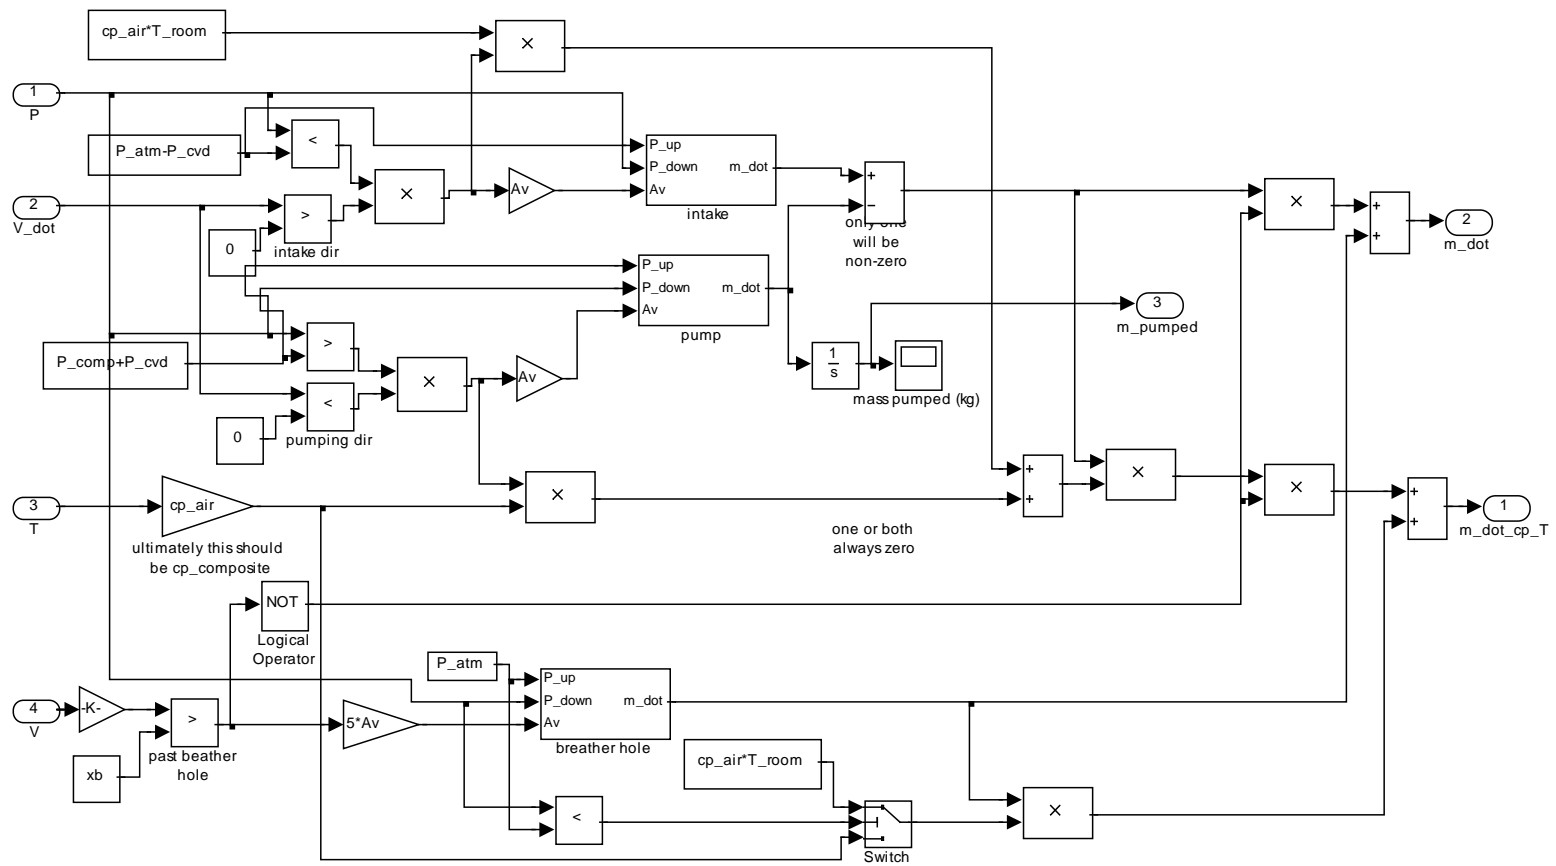 cp_air*T_room
×
1
P
P_atm-P_cvd
<
P_up
P_down
Av
m_dot
intake
×
Av
+
−
only one
will be
non-zero
2
V_dot
>
0
intake dir
×
+
+
2
m_dot
P_up
P_down
Av
m_dot
pump
3
m_pumped
P_comp+P_cvd
>
×
Av
1
s
mass pumped (kg)
<
0
pumping dir
3
T
cp_air
ultimately this should
be cp_composite
×
one or both
always zero
+
+
×
×
+
+
1
m_dot_cp_T
NOT
Logical
Operator
P_atm
P_up
P_down
Av
m_dot
breather hole
4
V
-K-
>
past beather
hole
xb
5*Av
cp_air*T_room
<
Switch
×